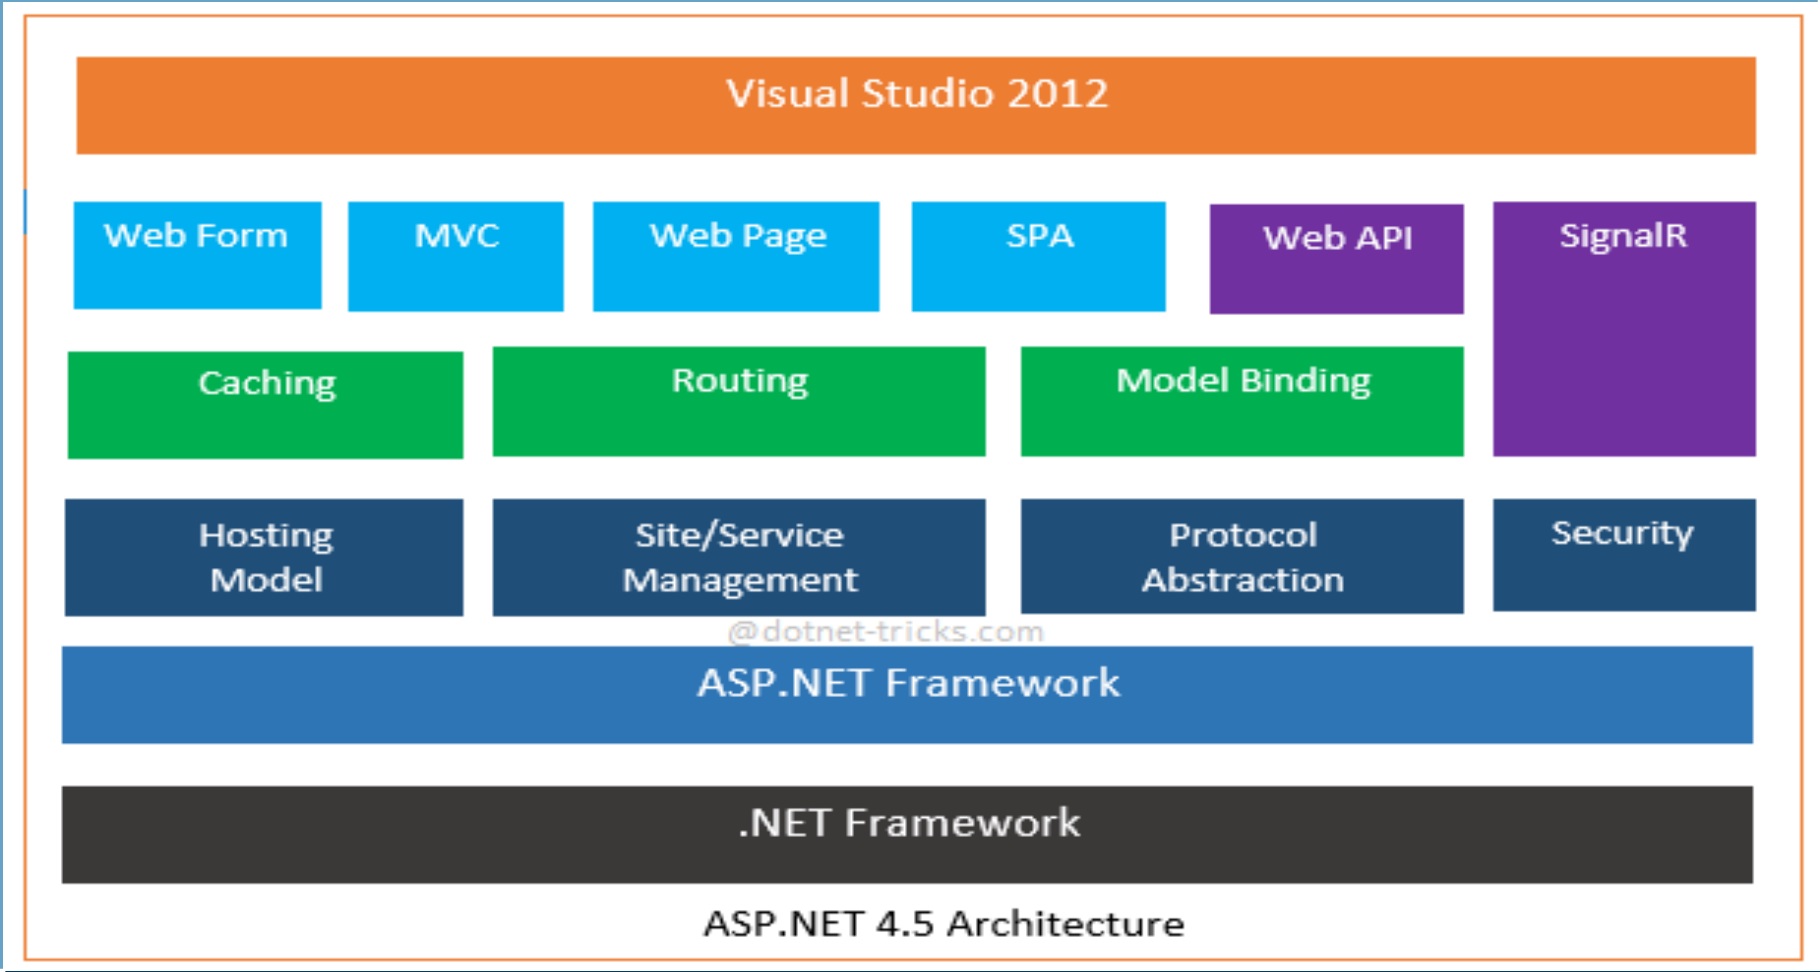 Visual Studio 2012
Web Form
MVC
Web Page
SPA
Web API
SignalR
Caching
Routing
Model Binding
Hosting
Model
Site/Service
Management
Protocol
Abstraction
Security
@dotnet-tricks.com
ASP.NET Framework
.NET Framework
ASP.NET 4.5 Architecture